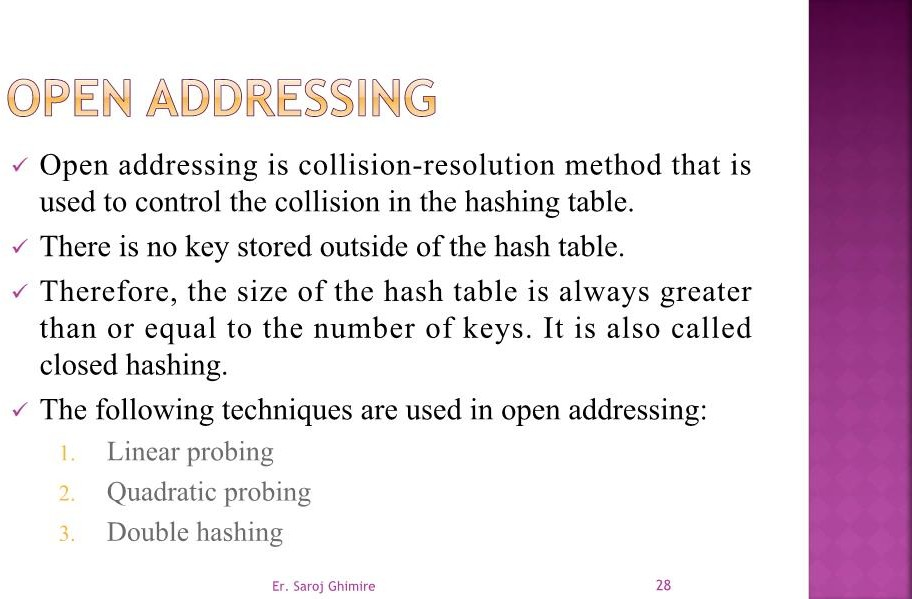 OPEN ADDRESSING
✓ Open addressing is collision-resolution method that is
used to control the collision in the hashing table.
✓ There is no key stored outside of the hash table.
✓ Therefore, the size of the hash table is always greater
than or equal to the number of keys. It is also called
closed hashing.
✓ The following techniques are used in open addressing:
1. Linear probing
2. Quadratic probing
3. Double hashing
Er. Saroj Ghimire 28